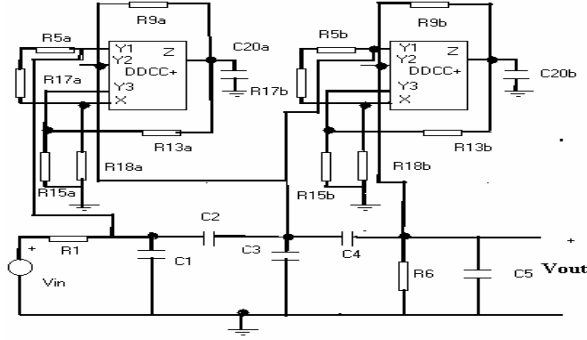 R9a
R9b
R5a
Y1
Z
Y2
DDCC+
C20a
R17a
Y3
X
R13a
R18a
R15a
R5b
Y1
Z
Y2
DDCC+
C20b
R17b
Y3
X
R13b
R18b
R15b
C2
+
R1
C1
C3
C4
R6
C5
+
Vout
Vin